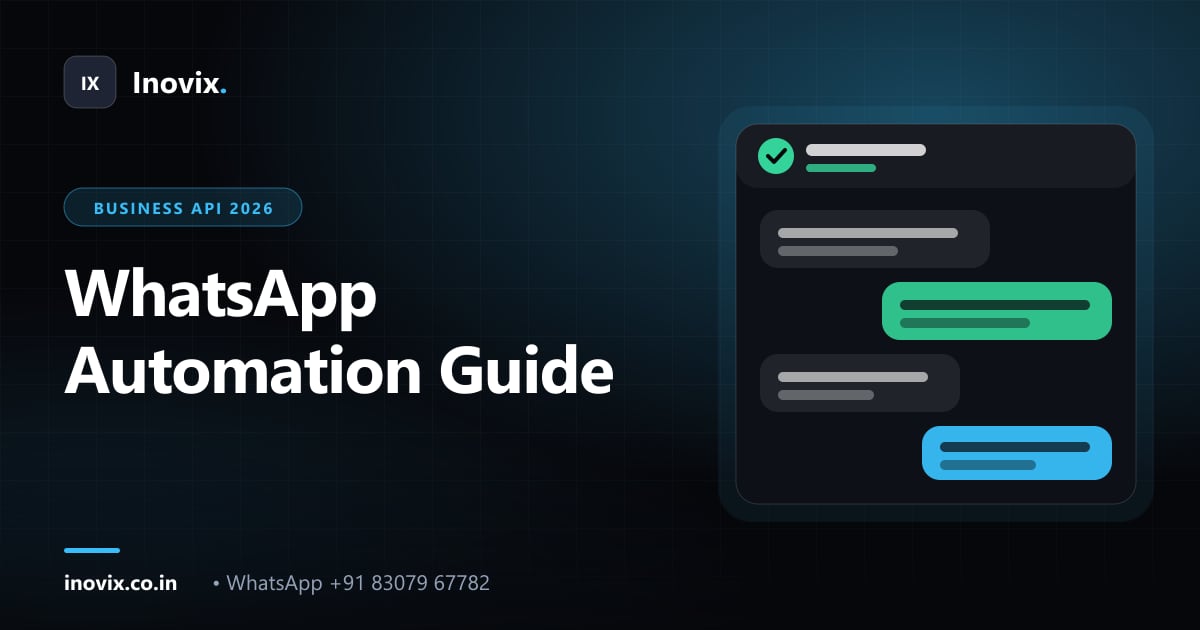 IX
Inovix.
BUSINESS API 2026
WhatsApp
Automation Guide
inovix.co.in • WhatsApp +91 83079 67782